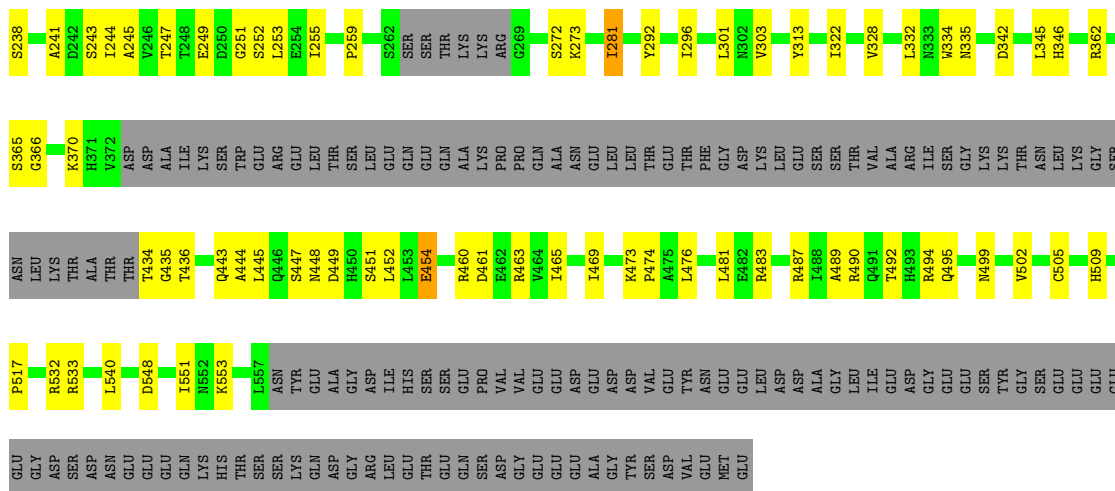 S238 A241 D242 S243 I244 A245 V246 T247 T248 E249 D250 G251 S252 L253 E254 I255 P259 S262 SER SER THR LYS LYS ARG G269 S272 K273 I281 Y292 I296 L301 N302 V303 Y313 I322 V328 L332 N333 W334 N335 D342 L345 H346 R362
S365 G366 K370 H371 V372 ASP ASP ALA ILE LYS SER TRP GLU ARG GLU LEU THR SER LEU GLU GLU GLN GLU GLN ALA LYS PRO PRO GLN ALA ASN GLU LEU LEU THR GLU THR PHE GLY ASP LYS LEU GLU SER SER THR VAL ALA ARG ILE SER GLY LYS LYS THR ASN LEU LYS GLY SER
ASN LEU LYS THR ALA THR THR T434 G435 T436 Q443 A444 L445 Q446 S447 N448 D449 H450 S451 L452 L453 E454 R460 D461 E462 R463 V464 I465 I469 K473 P474 A475 L476 L481 E482 R483 R487 I488 A489 R490 Q491 T492 H493 R494 Q495 N499 V502 C505 H509
P517 R532 R533 L540 D548 I551 N552 K553 L557 ASN TYR GLU ALA GLY ASP ILE HIS SER SER GLU PRO VAL VAL GLU GLU ASP GLU ASP ASP VAL GLU TYR ASN GLU GLU LEU ASP ASP ALA GLY LEU ILE GLU ASP GLY GLU GLU SER TYR GLY SER GLU GLU GLU GLU
GLU GLY ASP SER ASP ASN GLU GLU GLU GLN LYS HIS THR SER SER LYS GLN ASP GLY ARG LEU GLU THR GLU GLN SER ASP GLY GLU GLU GLU ALA GLY TYR SER ASP VAL GLU MET GLU